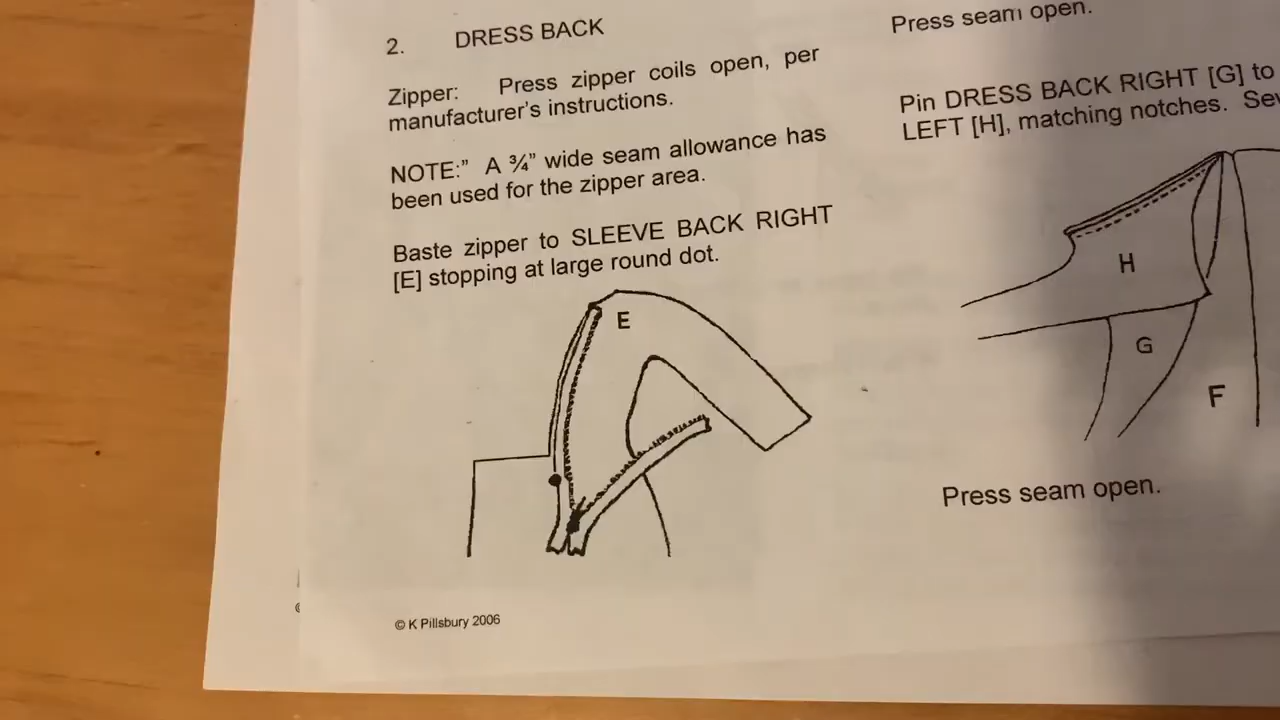 2. DRESS BACK
Zipper: Press zipper coils open, per
manufacturer's instructions.
NOTE:" A ¾" wide seam allowance has
been used for the zipper area.
Baste zipper to SLEEVE BACK RIGHT
[E] stopping at large round dot.
E
© K Pillsbury 2006
Press seam open.
Pin DRESS BACK RIGHT [G] to
LEFT [H], matching notches.
H
G
F
Press seam open.